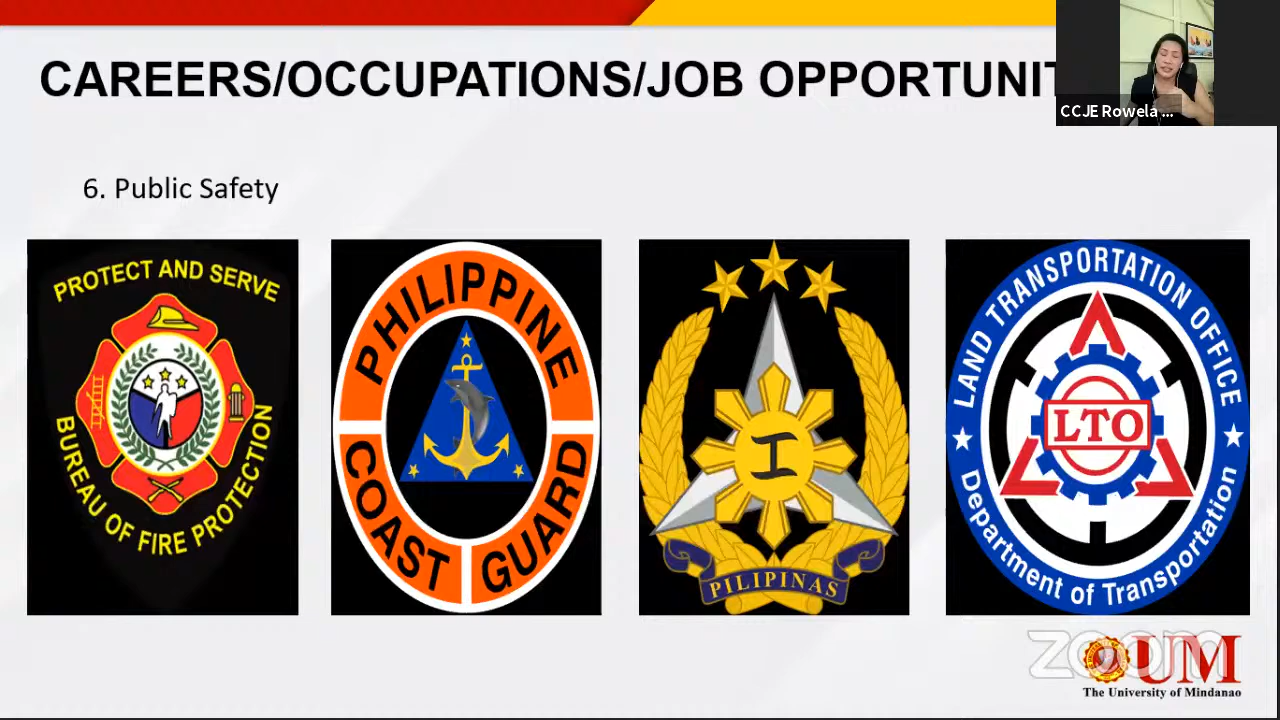 CAREERS/OCCUPATIONS/JOB OPPORTUNIT
CCJE Rowela ...
6. Public Safety
PROTECT AND SERVE
BUREAU OF FIRE PROTECTION
PHILIPPINE
COAST GUARD
PILIPINAS
LAND TRANSPORTATION OFFICE
LTO
Department of Transportation
zoom
UM
The University of Mindanao